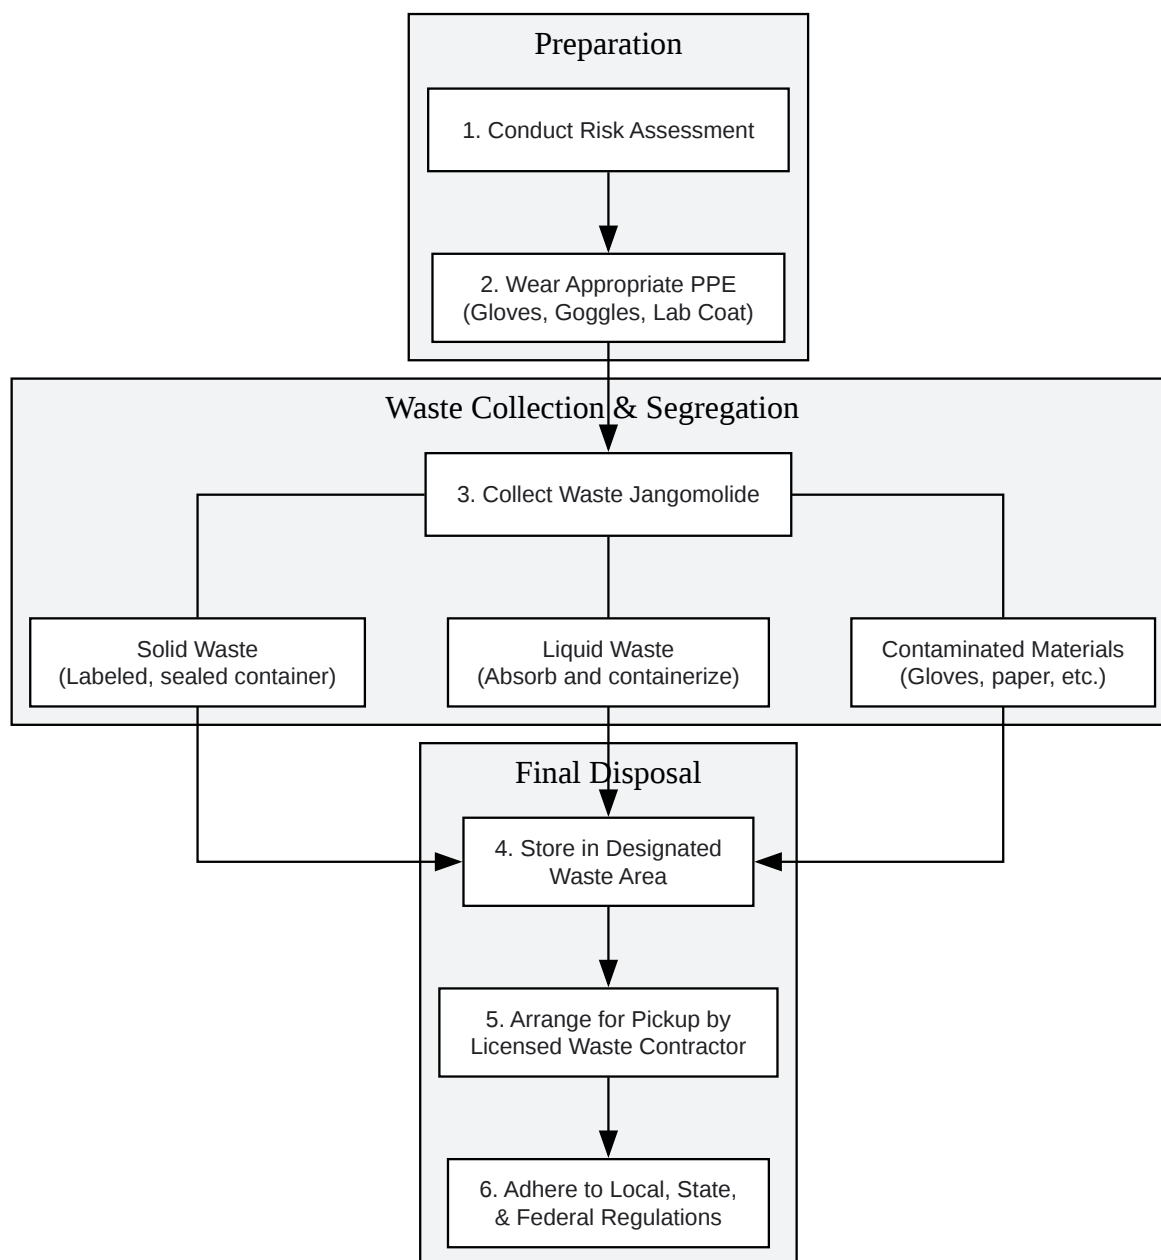 Preparation
1. Conduct Risk Assessment
2. Wear Appropriate PPE
(Gloves, Goggles, Lab Coat)
Waste Collection & Segregation
3. Collect Waste Jangomolide
Solid Waste
(Labeled, sealed container)
Liquid Waste
(Absorb and containerize)
Contaminated Materials
(Gloves, paper, etc.)
Final Disposal
4. Store in Designated
Waste Area
5. Arrange for Pickup by
Licensed Waste Contractor
6. Adhere to Local, State,
& Federal Regulations